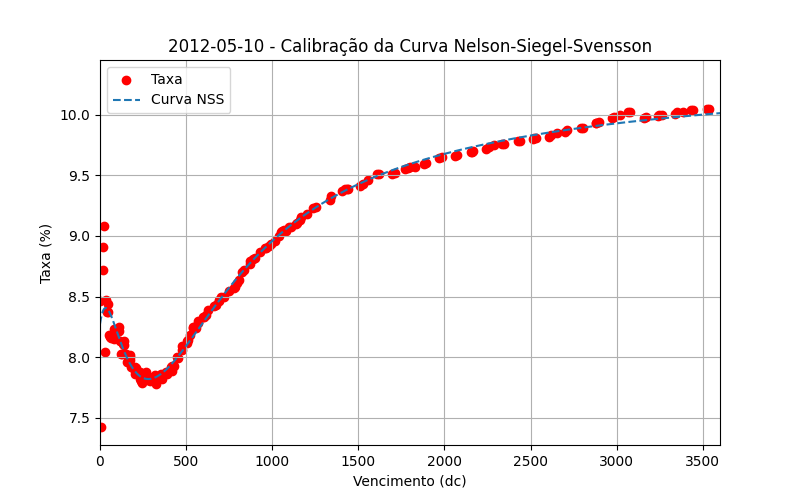 2012-05-10 - Calibração da Curva Nelson-Siegel-Svensson
Taxa
Curva NSS
Taxa (%)
10.0
9.5
9.0
8.5
8.0
7.5
0 500 1000 1500 2000 2500 3000 3500
Vencimento (dc)